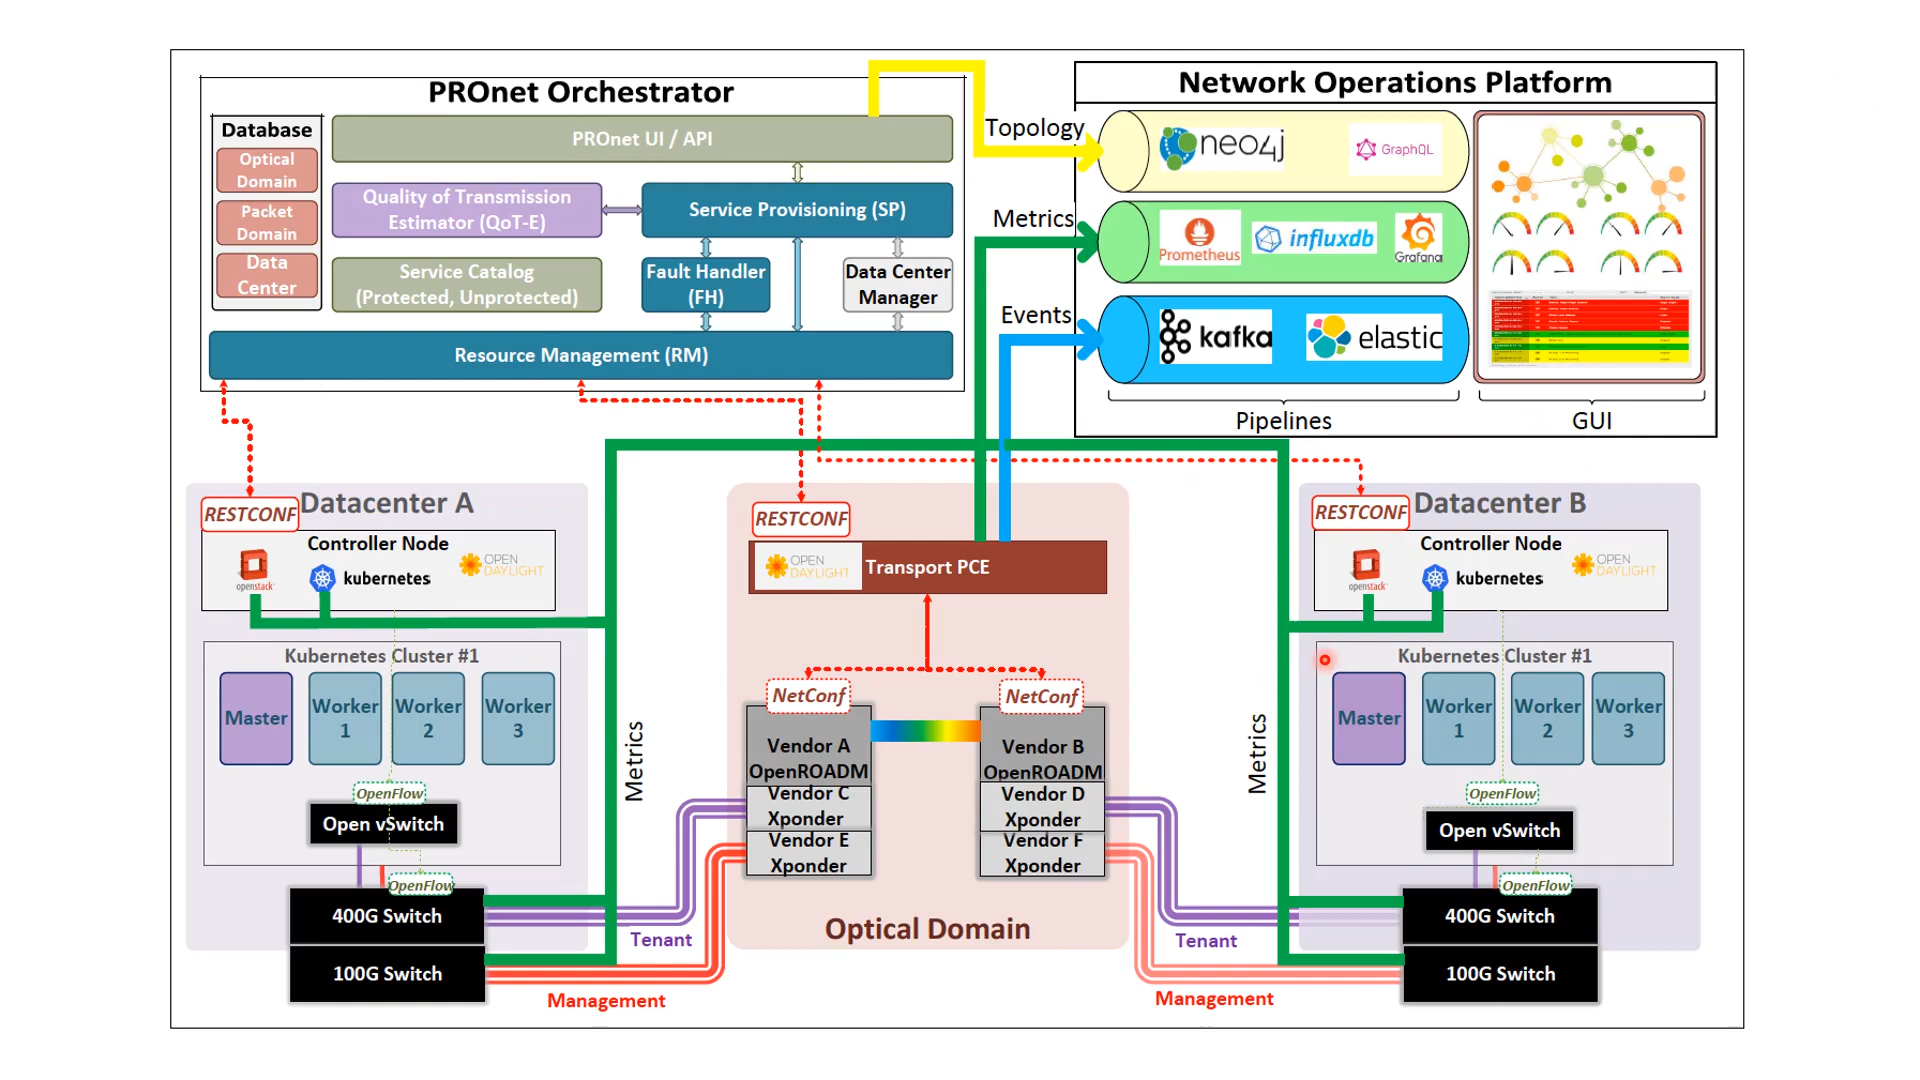 PROnet Orchestrator
Database
Optical
Domain
Packet
Domain
Data
Center
PROnet UI / API
Quality of Transmission
Estimator (QoT-E)
Service Provisioning (SP)
Service Catalog
(Protected, Unprotected)
Fault Handler
(FH)
Data Center
Manager
Resource Management (RM)
Topology
Metrics
Events
Network Operations Platform
neo4j
GraphQL
Prometheus
influxdb
Grafana
kafka
elastic
Pipelines
GUI
RESTCONF
Datacenter A
Controller Node
openstack
kubernetes
OPEN
DAYLIGHT
Kubernetes Cluster #1
Master
Worker
1
Worker
2
Worker
3
OpenFlow
Open vSwitch
OpenFlow
400G Switch
100G Switch
Metrics
Tenant
Management
RESTCONF
OPEN
DAYLIGHT
Transport PCE
NetConf
NetConf
Vendor A
OpenROADM
Vendor C
Xponder
Vendor E
Xponder
Vendor B
OpenROADM
Vendor D
Xponder
Vendor F
Xponder
Optical Domain
Metrics
Tenant
Management
RESTCONF
Datacenter B
Controller Node
openstack
kubernetes
OPEN
DAYLIGHT
Kubernetes Cluster #1
Master
Worker
1
Worker
2
Worker
3
OpenFlow
Open vSwitch
OpenFlow
400G Switch
100G Switch